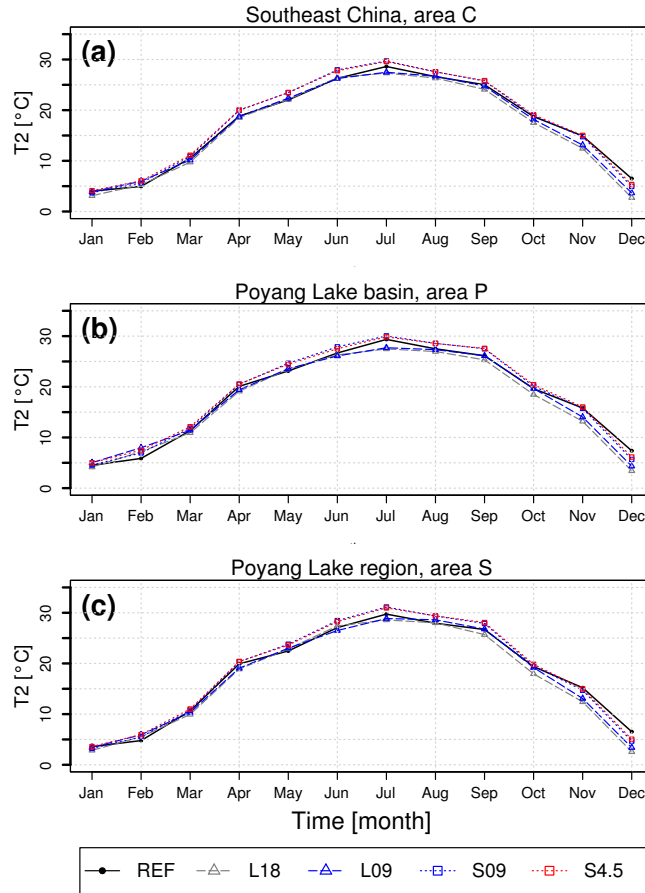 Southeast China, area C
(a)
T2 [°C]
0 10 20 30
Jan Feb Mar Apr May Jun Jul Aug Sep Oct Nov Dec
Poyang Lake basin, area P
(b)
T2 [°C]
0 10 20 30
Jan Feb Mar Apr May Jun Jul Aug Sep Oct Nov Dec
Poyang Lake region, area S
(c)
T2 [°C]
0 10 20 30
Jan Feb Mar Apr May Jun Jul Aug Sep Oct Nov Dec
Time [month]
REF L18 L09 S09 S4.5